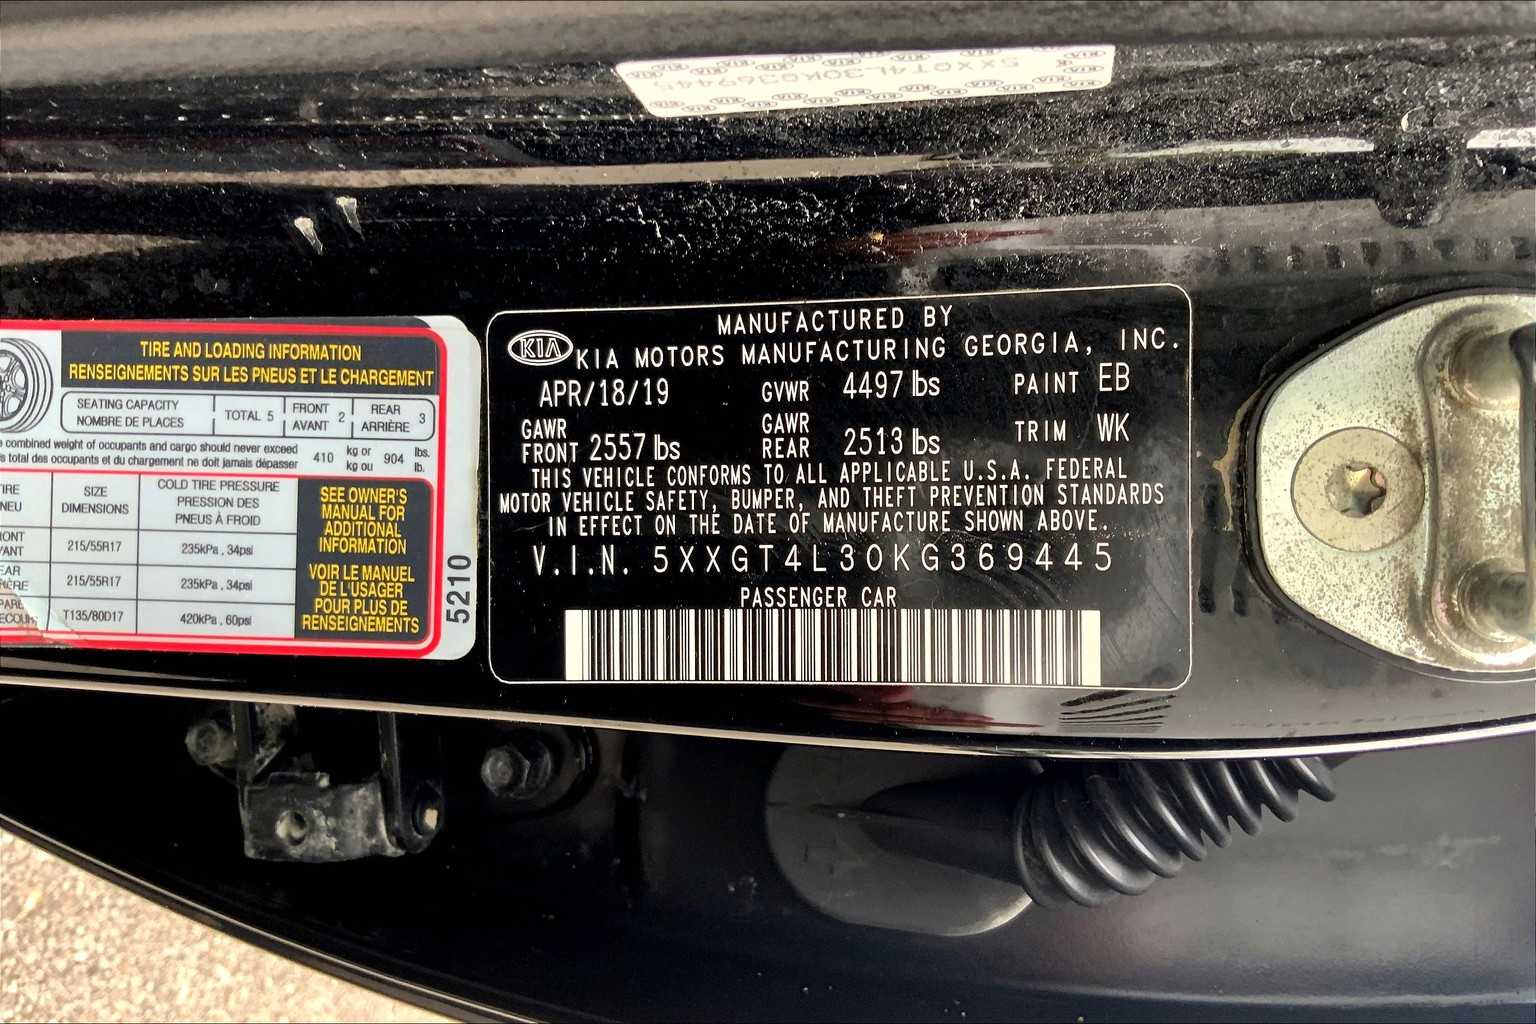 5XXGT4L30KG369445
TIRE AND LOADING INFORMATION
RENSEIGNEMENTS SUR LES PNEUS ET LE CHARGEMENT
SEATING CAPACITY
NOMBRE DE PLACES
TOTAL 5
FRONT
AVANT
2
REAR
ARRIÈRE
3
combined weight of occupants and cargo should never exceed
total des occupants et du chargement ne doit jamais dépasser
410
kg or
kg ou
904
lbs.
lb.
SIZE
DIMENSIONS
COLD TIRE PRESSURE
PRESSION DES
PNEUS À FROID
215/55R17
235kPa , 34psi
215/55R17
235kPa , 34psi
T135/80D17
420kPa , 60psi
SEE OWNER'S
MANUAL FOR
ADDITIONAL
INFORMATION
VOIR LE MANUEL
DE L'USAGER
POUR PLUS DE
RENSEIGNEMENTS
5210
MANUFACTURED BY
KIA KIA MOTORS MANUFACTURING GEORGIA, INC.
APR/18/19 GVWR 4497 lbs PAINT EB
GAWR FRONT 2557 lbs GAWR REAR 2513 lbs TRIM WK
THIS VEHICLE CONFORMS TO ALL APPLICABLE U.S.A. FEDERAL
MOTOR VEHICLE SAFETY, BUMPER, AND THEFT PREVENTION STANDARDS
IN EFFECT ON THE DATE OF MANUFACTURE SHOWN ABOVE.
V.I.N. 5XXGT4L30KG369445
PASSENGER CAR